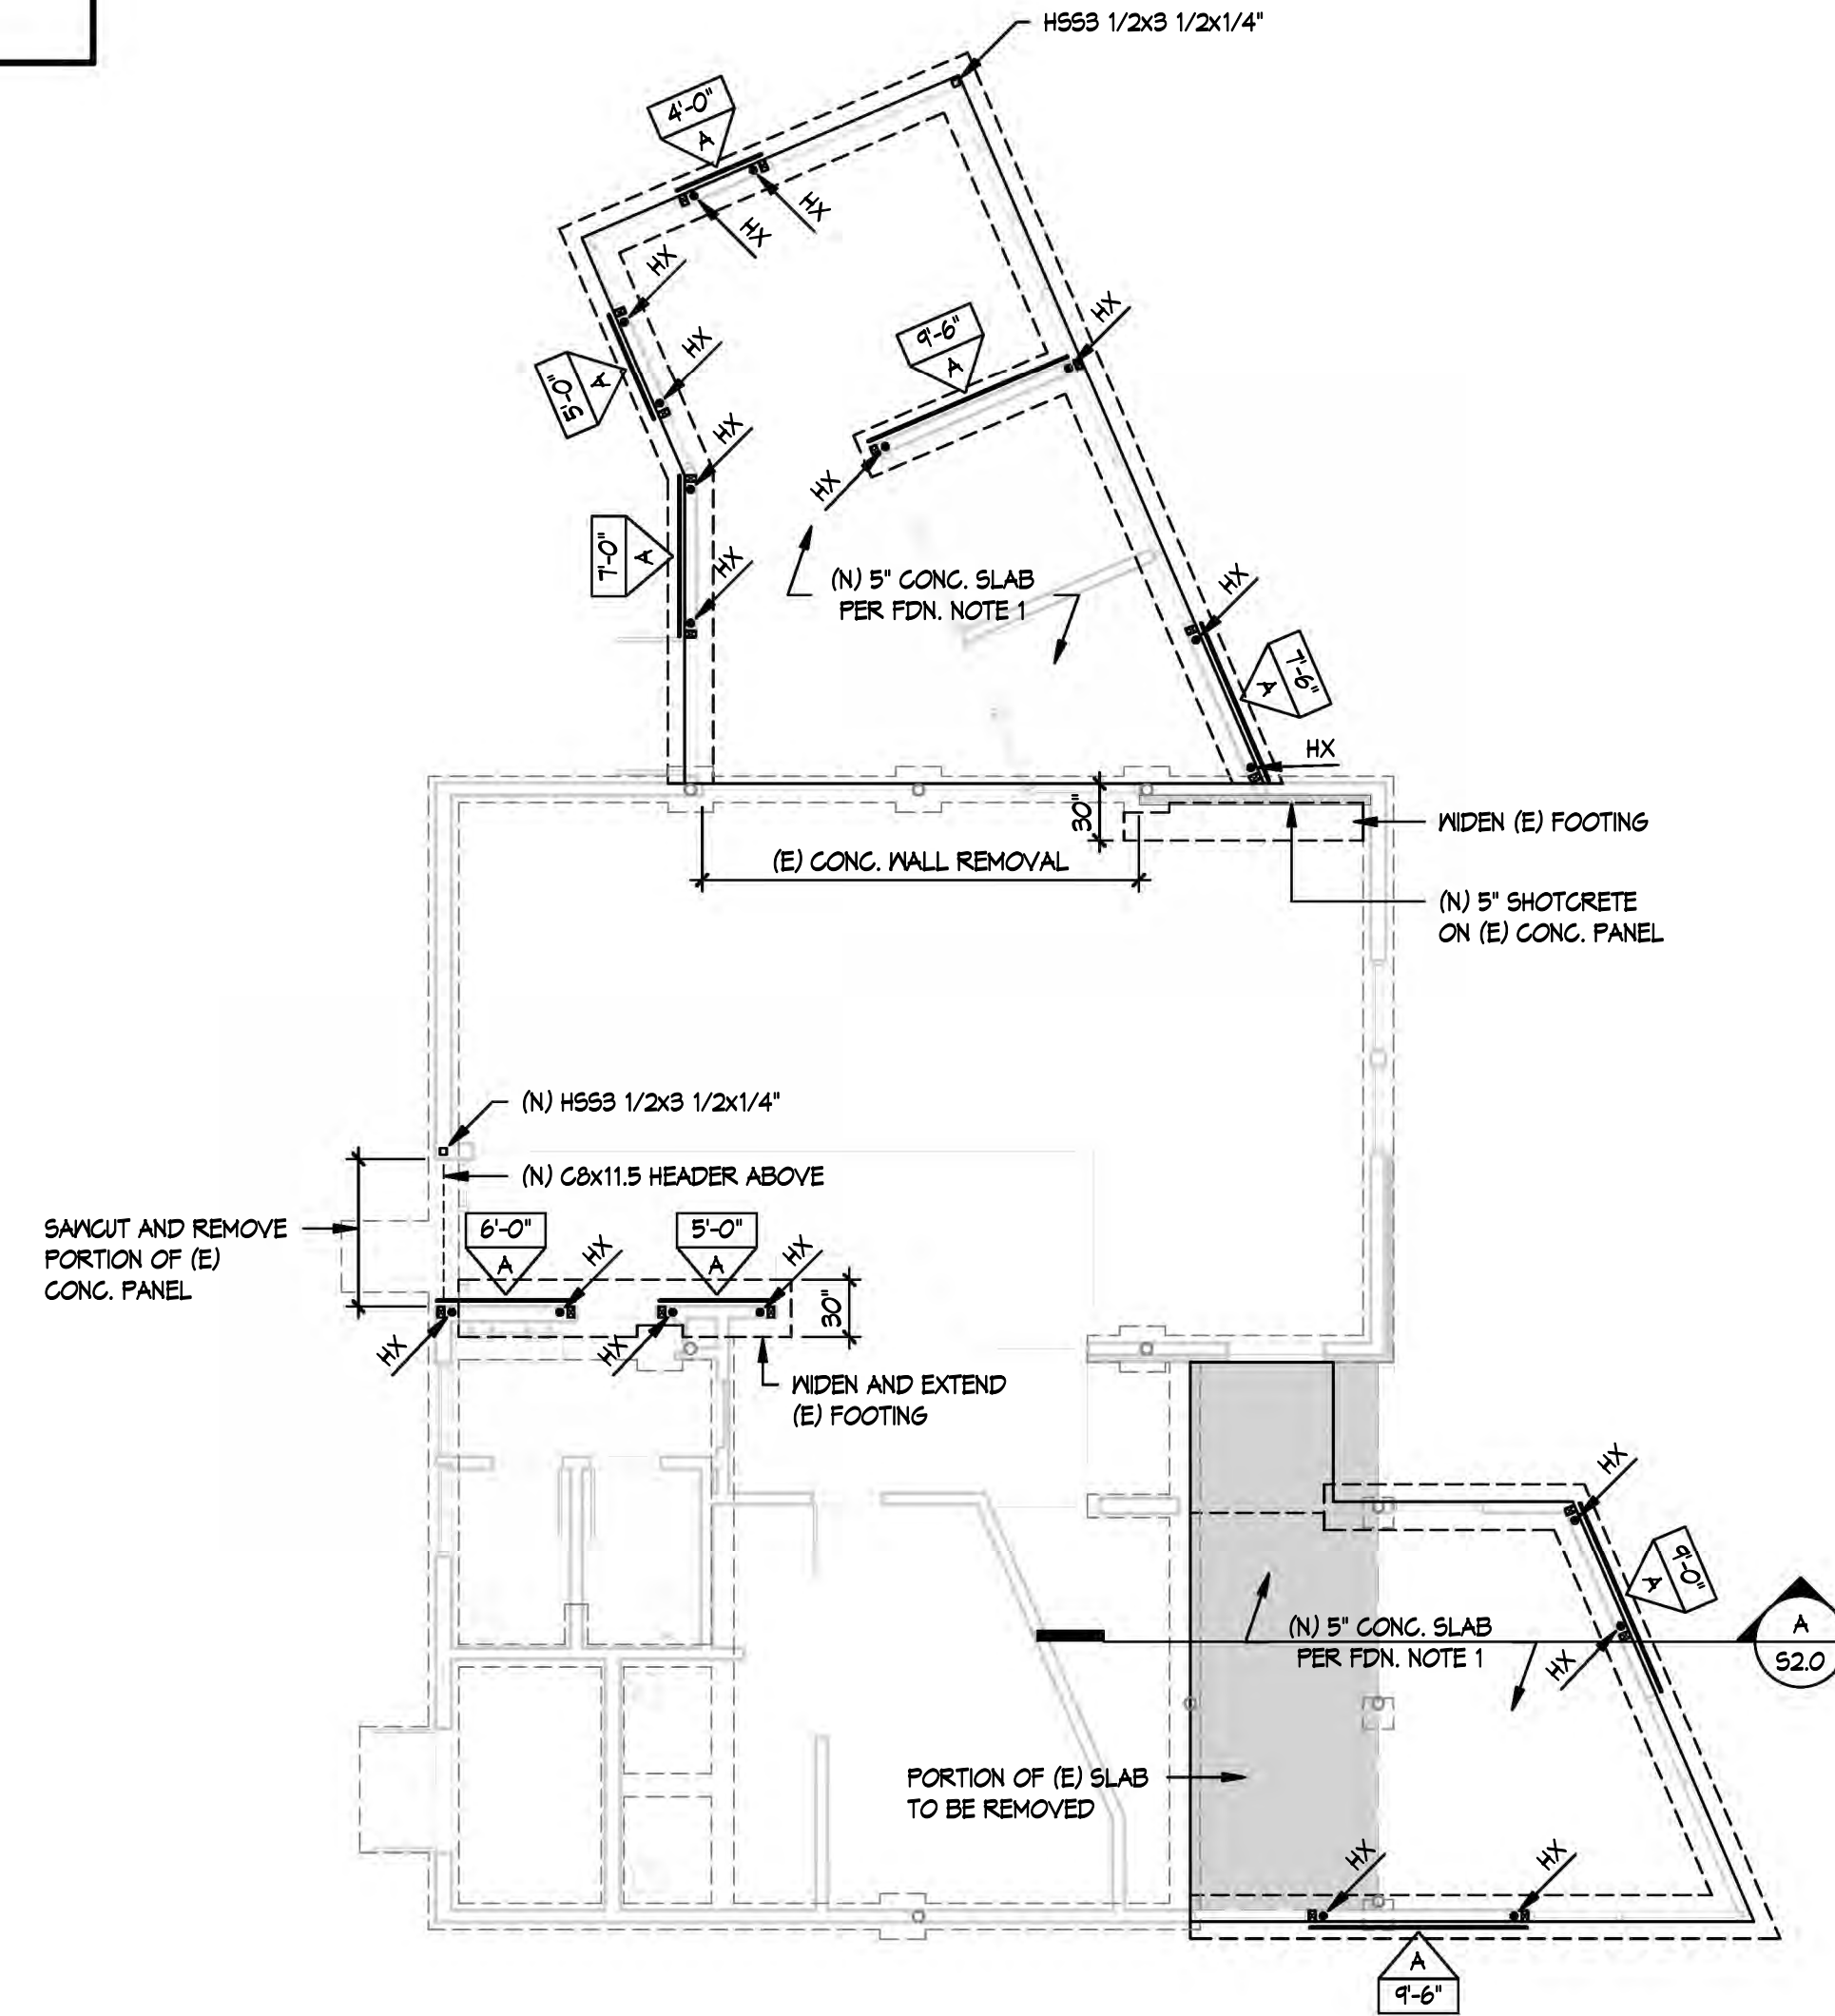 HSS3 1/2x3 1/2x1/4"
4'-0"
A
HX
HX
HX
HX
5'-0"
A
9'-6"
A
HX
HX
HX
7'-0"
A
HX
(N) 5" CONC. SLAB
PER FDN. NOTE 1
HX
7'-6"
A
HX
30"
WIDEN (E) FOOTING
(E) CONC. WALL REMOVAL
(N) 5" SHOTCRETE
ON (E) CONC. PANEL
(N) HSS3 1/2x3 1/2x1/4"
(N) C8x11.5 HEADER ABOVE
SAWCUT AND REMOVE
PORTION OF (E)
CONC. PANEL
6'-0"
A
HX
5'-0"
A
HX
30"
HX
HX
WIDEN AND EXTEND
(E) FOOTING
HX
9'-0"
A
HX
(N) 5" CONC. SLAB
PER FDN. NOTE 1
A
S2.0
PORTION OF (E) SLAB
TO BE REMOVED
HX
HX
A
9'-6"